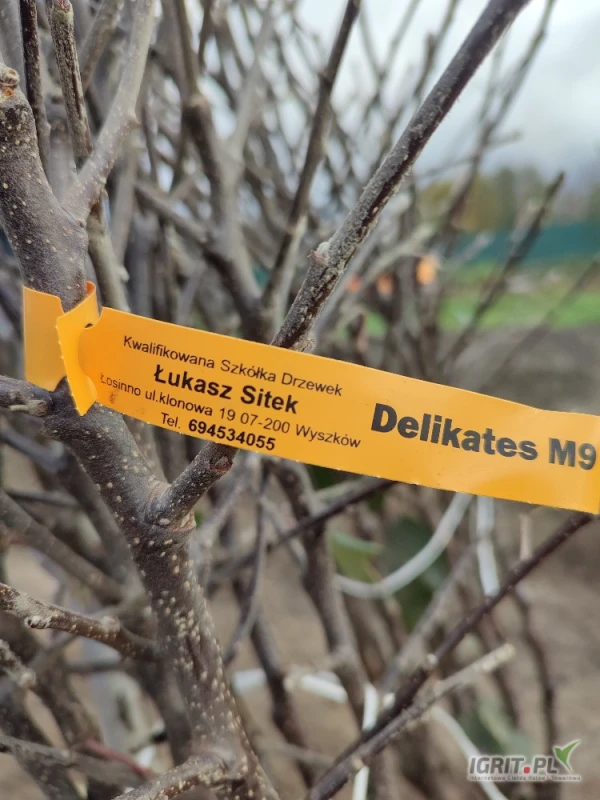 Kwalifikowana Szkółka Drzewek
Łukasz Sitek
Łosinno ul.klonowa 19 07-200 Wyszków
Tel. 694534055
Delikates M9
IGRIT.PL